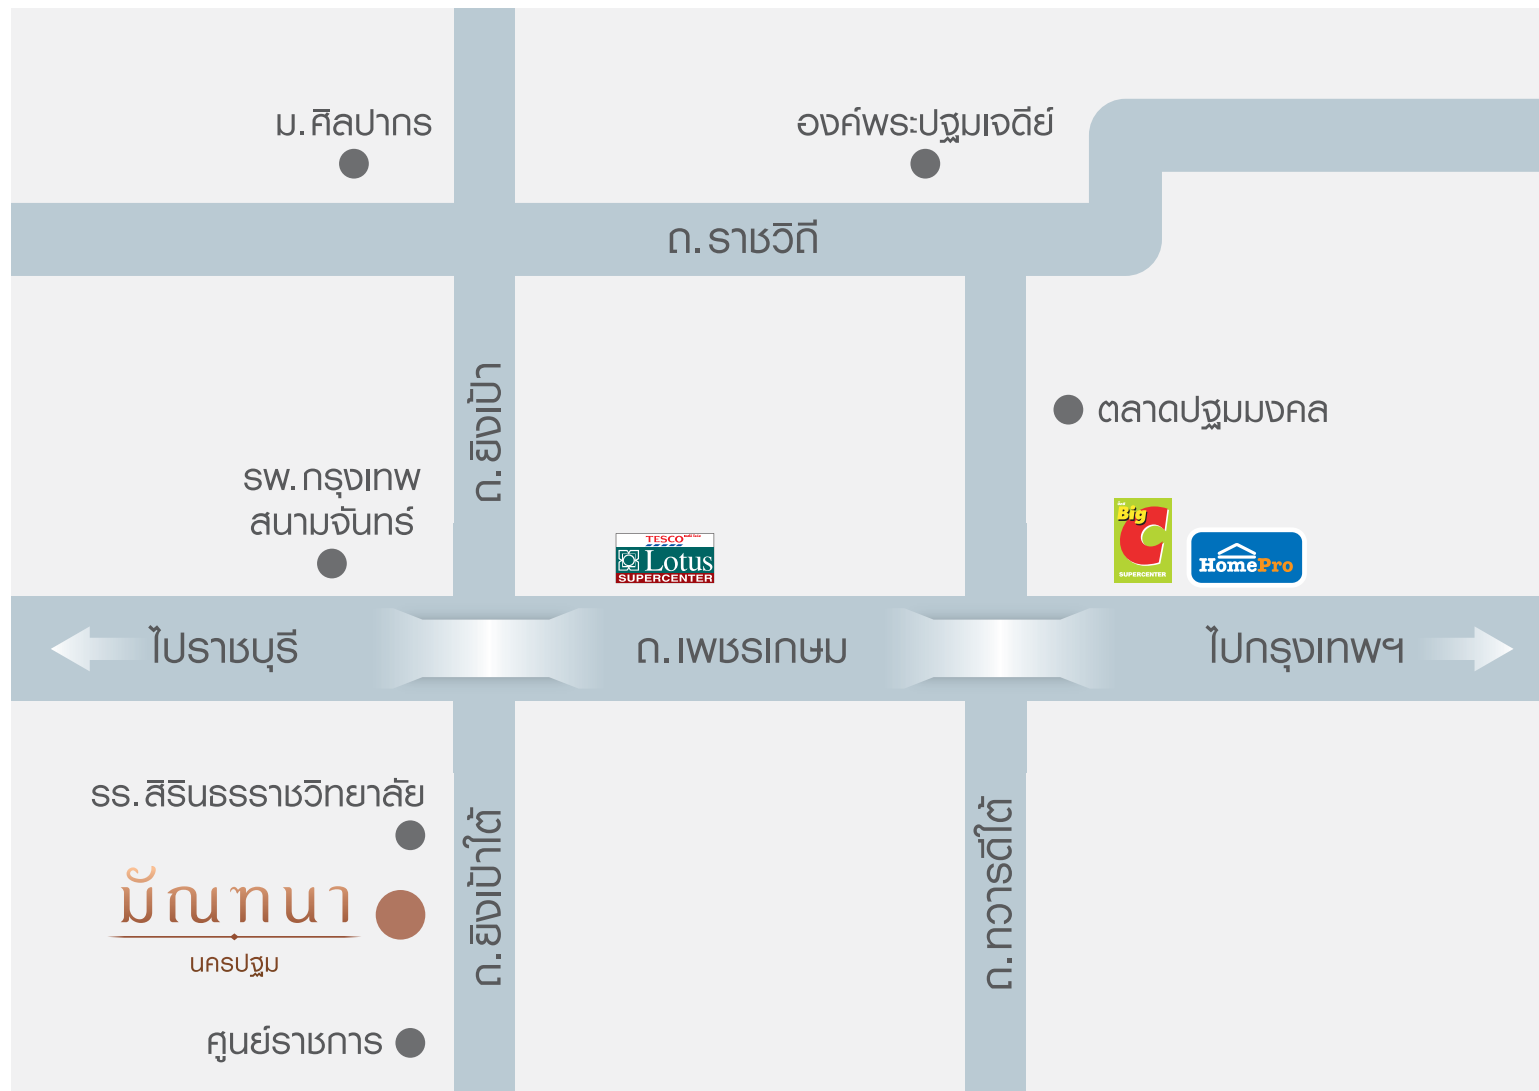 ม.ศิลปากร
องค์พระปฐมเจดีย์
ถ.ราชวิถี
ถ.ยิงเป้า
ตลาดปฐมมงคล
รพ.กรุงเทพ
สนามจันทร์
TESCO
Lotus
SUPERCENTER
Big
C
SUPERCENTER
HomePro
ไปราชบุรี
ถ.เพชรเกษม
ไปกรุงเทพฯ
รร.สิรินธรราชวิทยาลัย
ถ.ยิงเป้าใต้
ถ.ทวารดีใต้
มัณฑนา
นครปฐม
ศูนย์ราชการ